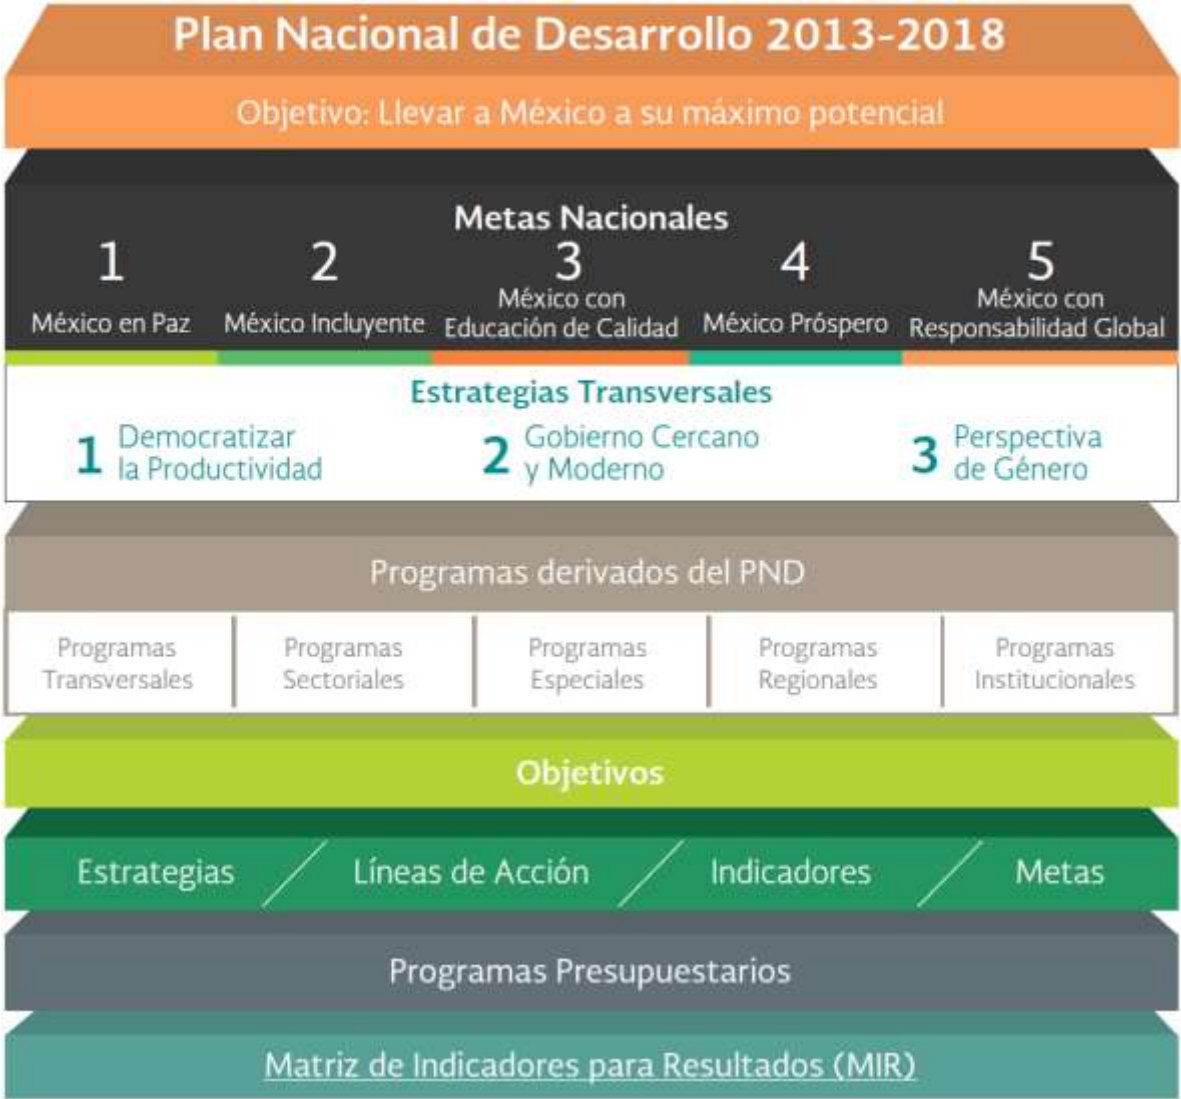 Plan Nacional de Desarrollo 2013-2018
Objetivo: Llevar a México a su máximo potencial
Metas Nacionales
1
México en Paz
2
México Incluyente
3
México con
Educación de Calidad
4
México Próspero
5
México con
Responsabilidad Global
Estrategias Transversales
1 Democratizar
la Productividad
2 Gobierno Cercano
y Moderno
3 Perspectiva
de Género
Programas derivados del PND
Programas
Transversales
Programas
Sectoriales
Programas
Especiales
Programas
Regionales
Programas
Institucionales
Objetivos
Estrategias / Líneas de Acción / Indicadores / Metas
Programas Presupuestarios
Matriz de Indicadores para Resultados (MIR)